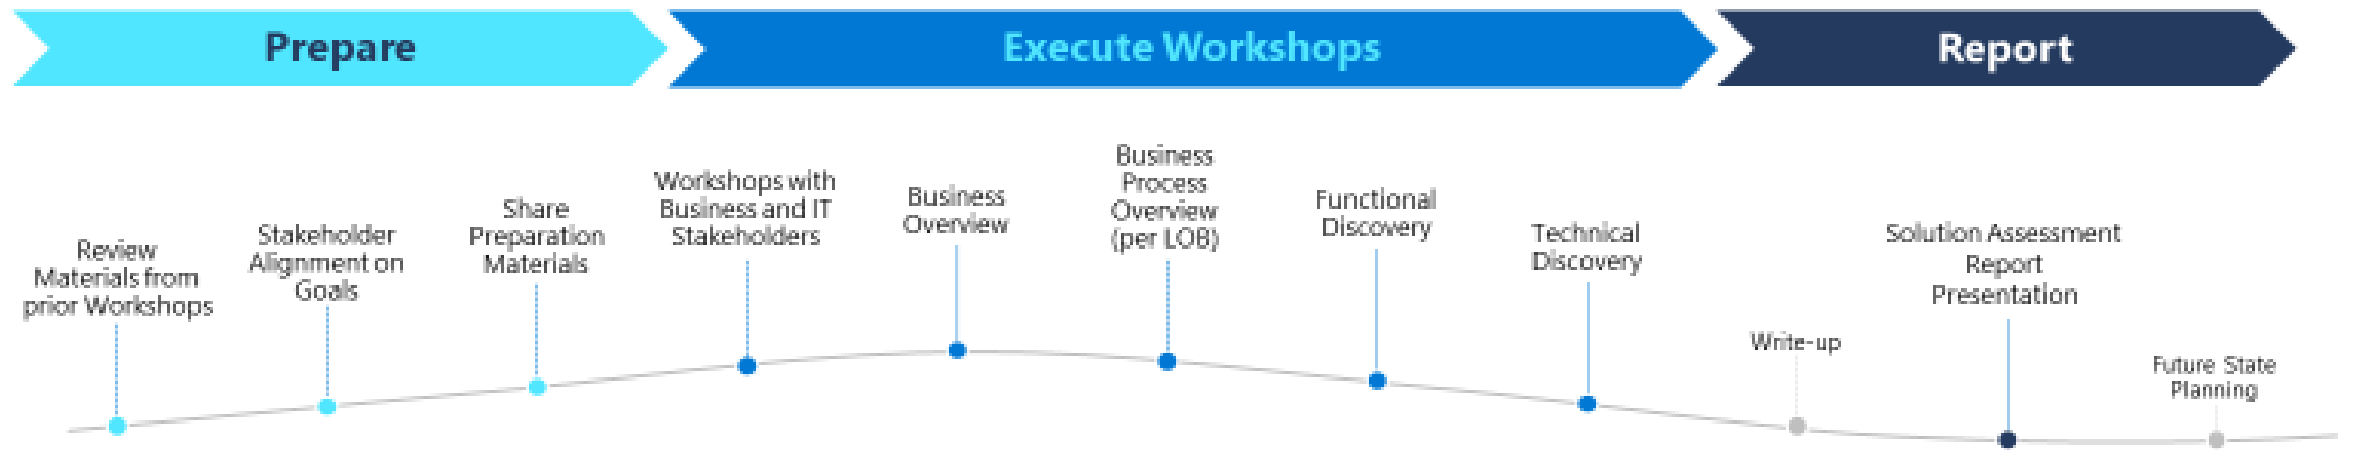 Prepare
Execute Workshops
Report
Review
Materials from
prior Workshops
Stakeholder
Alignment on
Goals
Share
Preparation
Materials
Workshops with
Business and IT
Stakeholders
Business
Overview
Business
Process
Overview
(per LOB)
Functional
Discovery
Technical
Discovery
Write-up
Solution Assessment
Report
Presentation
Future State
Planning